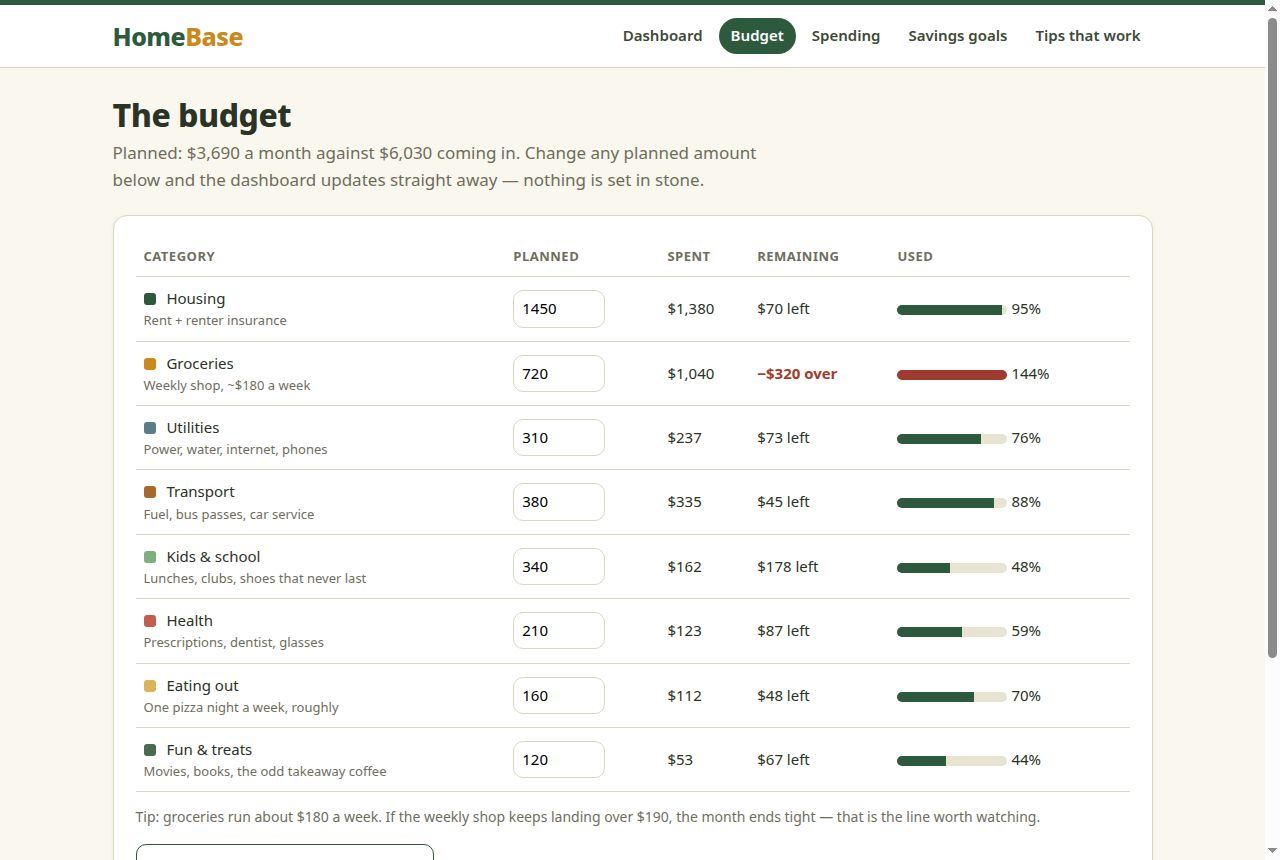 HomeBase
Dashboard Budget Spending Savings goals Tips that work
The budget
Planned: $3,690 a month against $6,030 coming in. Change any planned amount
below and the dashboard updates straight away — nothing is set in stone.
CATEGORY PLANNED SPENT REMAINING USED
Housing 1450 $1,380 $70 left 95%
Rent + renter insurance
Groceries 720 $1,040 −$320 over 144%
Weekly shop, ~$180 a week
Utilities 310 $237 $73 left 76%
Power, water, internet, phones
Transport 380 $335 $45 left 88%
Fuel, bus passes, car service
Kids & school 340 $162 $178 left 48%
Lunches, clubs, shoes that never last
Health 210 $123 $87 left 59%
Prescriptions, dentist, glasses
Eating out 160 $112 $48 left 70%
One pizza night a week, roughly
Fun & treats 120 $53 $67 left 44%
Movies, books, the odd takeaway coffee
Tip: groceries run about $180 a week. If the weekly shop keeps landing over $190, the month ends tight — that is the line worth watching.